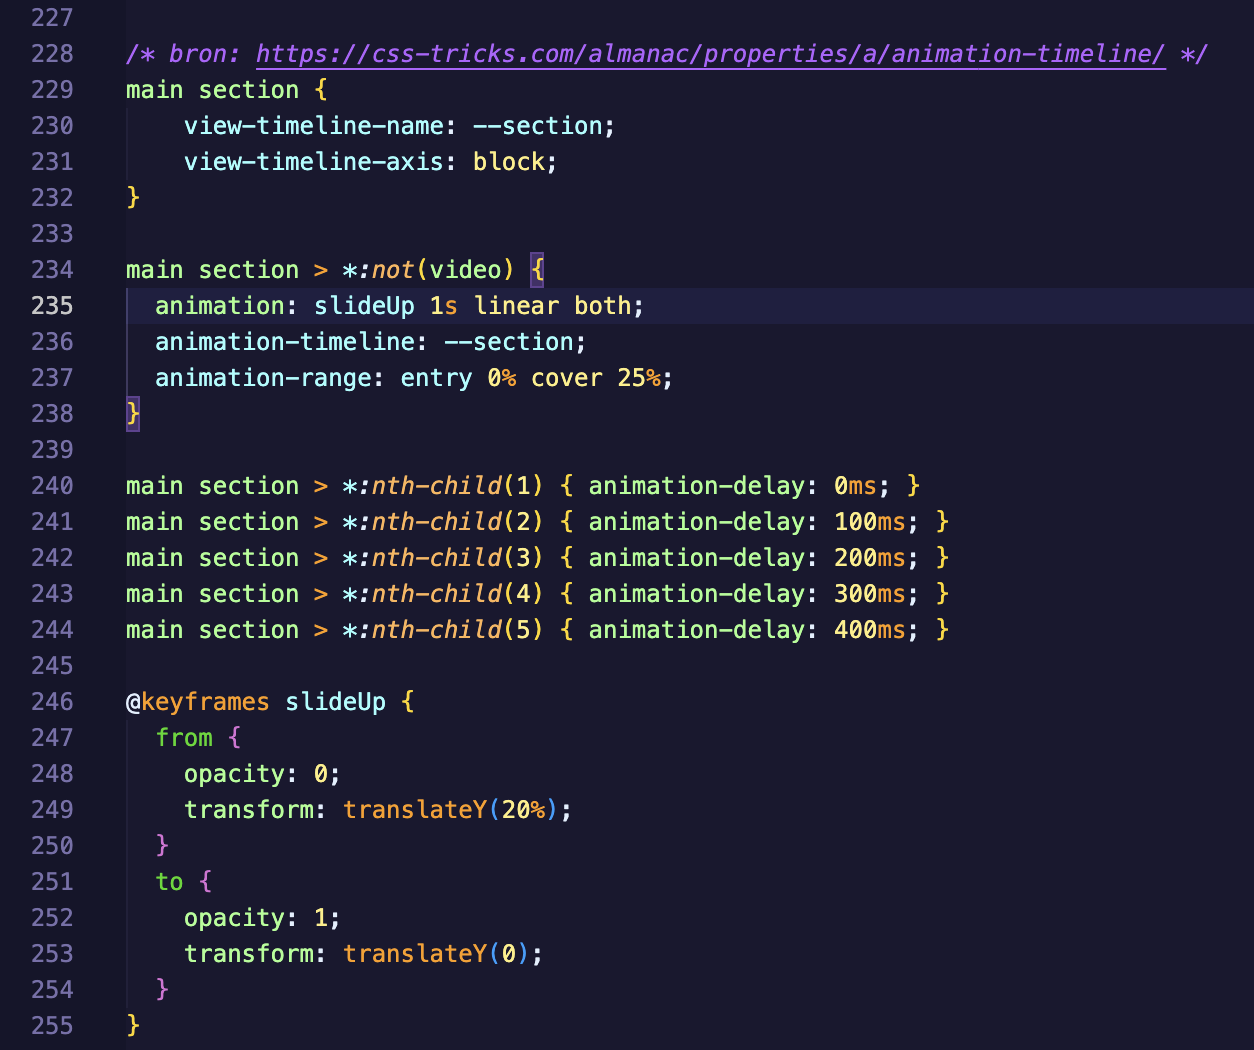 227
228 /* bron: https://css-tricks.com/almanac/properties/a/animation-timeline/ */
229 main section {
230     view-timeline-name: --section;
231     view-timeline-axis: block;
232 }
233
234 main section > *:not(video) {
235   animation: slideUp 1s linear both;
236   animation-timeline: --section;
237   animation-range: entry 0% cover 25%;
238 }
239
240 main section > *:nth-child(1) { animation-delay: 0ms; }
241 main section > *:nth-child(2) { animation-delay: 100ms; }
242 main section > *:nth-child(3) { animation-delay: 200ms; }
243 main section > *:nth-child(4) { animation-delay: 300ms; }
244 main section > *:nth-child(5) { animation-delay: 400ms; }
245
246 @keyframes slideUp {
247   from {
248     opacity: 0;
249     transform: translateY(20%);
250   }
251   to {
252     opacity: 1;
253     transform: translateY(0);
254   }
255 }